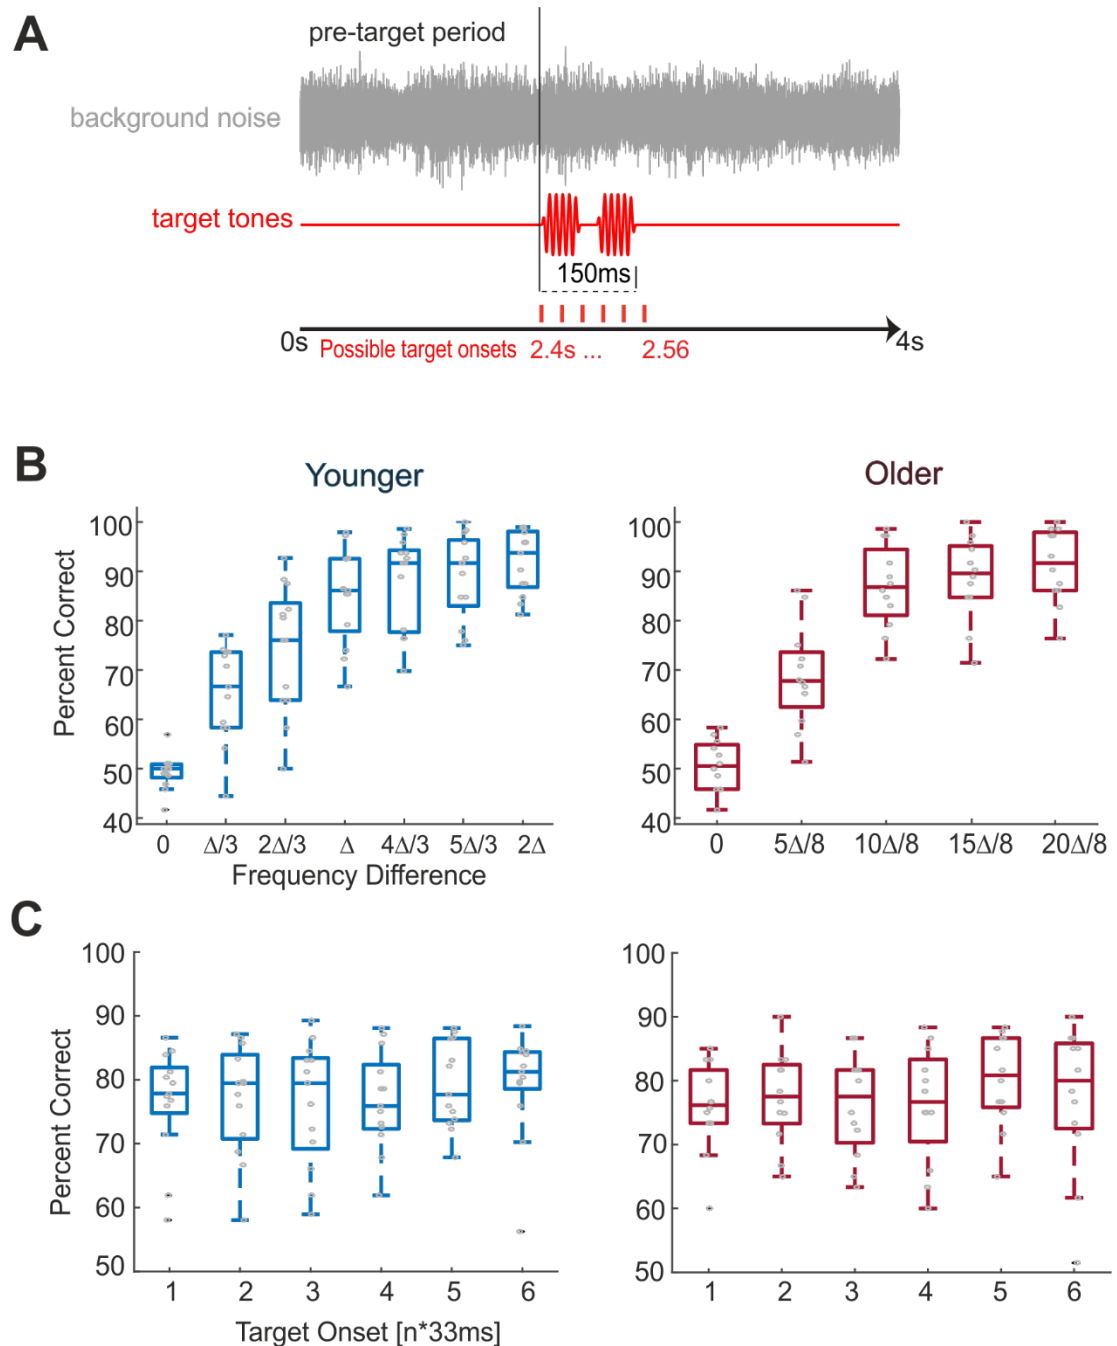 A
pre-target period
background noise
target tones
150ms
0s
Possible target onsets 2.4s ... 2.56
4s
B
Younger
Older
Percent Correct
100
90
80
70
60
50
40
0 Δ/3 2Δ/3 Δ 4Δ/3 5Δ/3 2Δ
Frequency Difference
100
90
80
70
60
50
40
0 5Δ/8 10Δ/8 15Δ/8 20Δ/8
C
Percent Correct
100
90
80
70
60
50
1 2 3 4 5 6
Target Onset [n*33ms]
100
90
80
70
60
50
1 2 3 4 5 6